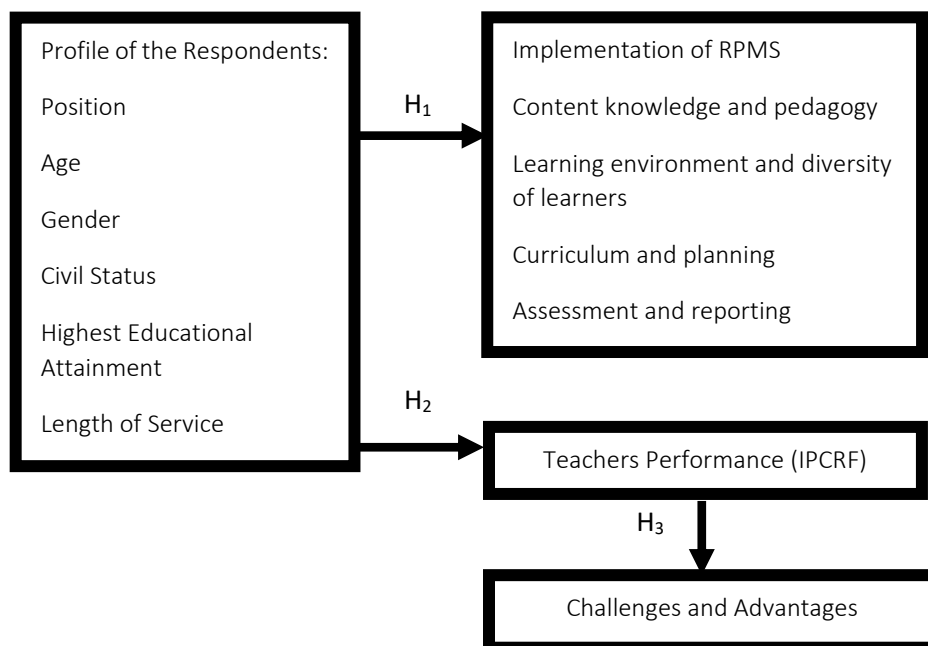 Profile of the Respondents:
Position
Age
Gender
Civil Status
Highest Educational
Attainment
Length of Service
H₁
H₂
Implementation of RPMS
Content knowledge and pedagogy
Learning environment and diversity
of learners
Curriculum and planning
Assessment and reporting
Teachers Performance (IPCRF)
H₃
Challenges and Advantages